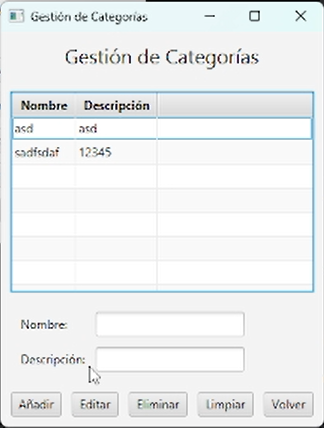 Gestión de Categorías
Gestión de Categorías
Nombre Descripción
asd asd
sadfsdaf 12345
Nombre:
Descripción:
Añadir Editar Eliminar Limpiar Volver